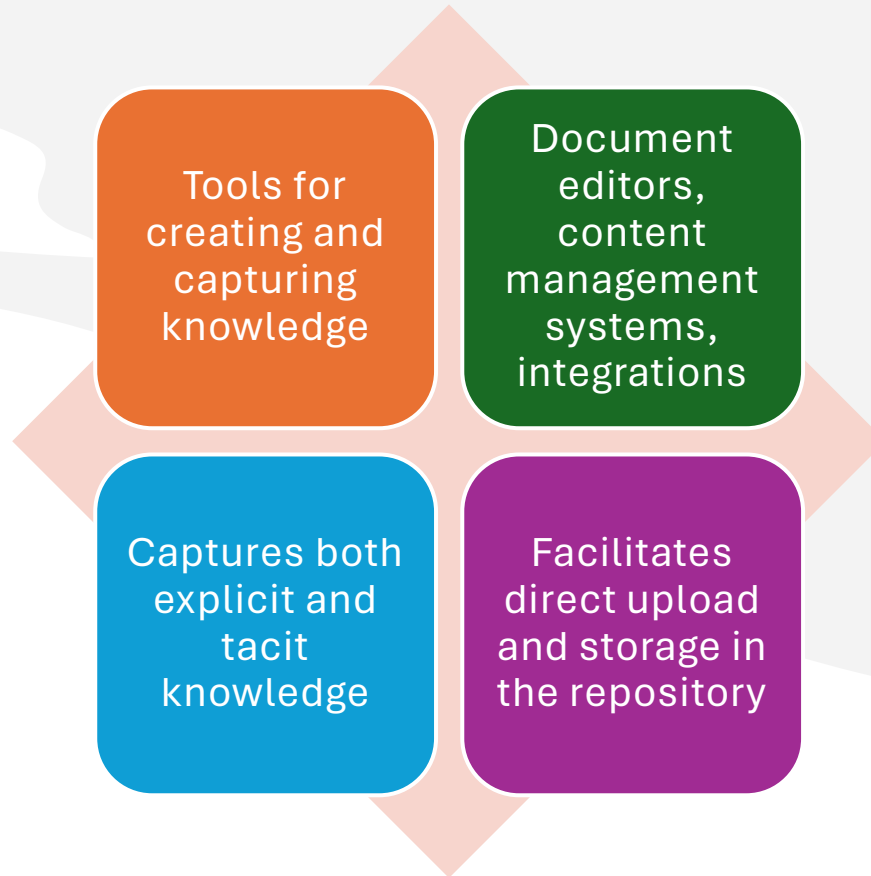 Tools for
creating and
capturing
knowledge
Document
editors,
content
management
systems,
integrations
Captures both
explicit and
tacit
knowledge
Facilitates
direct upload
and storage in
the repository